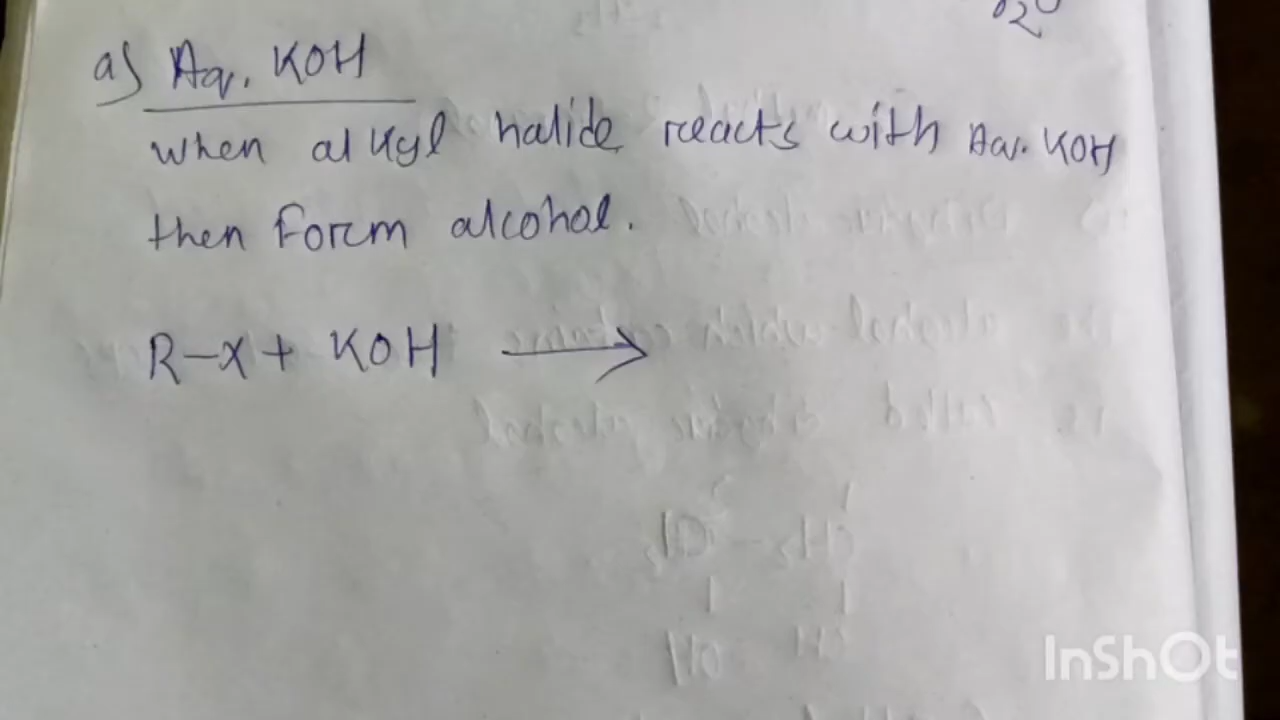 a) Aq. KOH
when alkyl halide reacts with Aq. KOH
then form alcohol.
R-X + KOH ⟶
InShOt